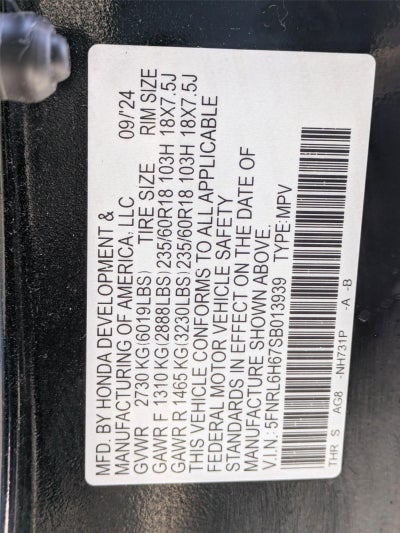 MFD. BY HONDA DEVELOPMENT &
MANUFACTURING OF AMERICA, LLC 09/'24
GVWR 2730 KG(6019LBS) TIRE SIZE RIM SIZE
GAWR F 1310 KG(2888LBS)235/60R18 103H 18X7.5J
GAWR R 1465 KG(3230LBS)235/60R18 103H 18X7.5J
THIS VEHICLE CONFORMS TO ALL APPLICABLE
FEDERAL MOTOR VEHICLE SAFETY
STANDARDS IN EFFECT ON THE DATE OF
MANUFACTURE SHOWN ABOVE.
V.I.N.: 5FNRL6H67SB013939 TYPE:MPV
THR S AG8 -NH731P -A -B